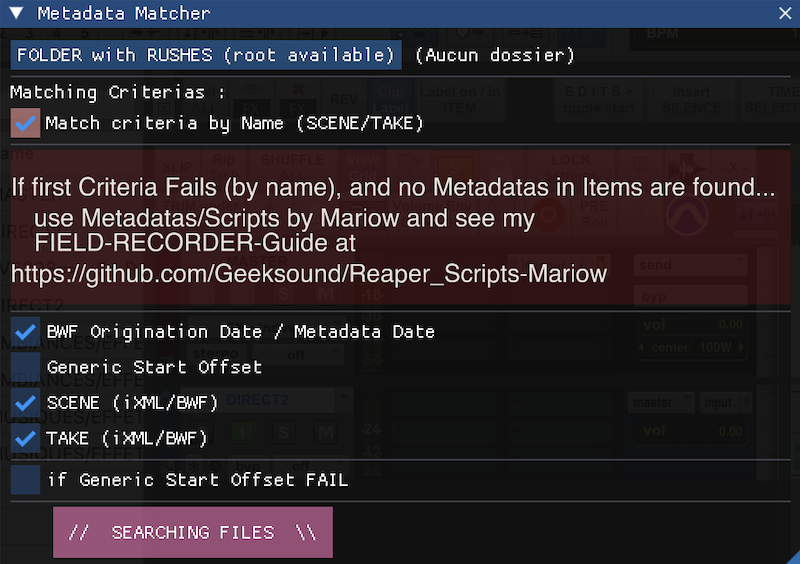 Metadata Matcher
FOLDER with RUSHES (root available) (Aucun dossier)
Matching Criterias :
Match criteria by Name (SCENE/TAKE)
If first Criteria Fails (by name), and no Metadatas in Items are found...
use Metadatas/Scripts by Mariow and see my
FIELD-RECORDER-Guide at
https://github.com/Geeksound/Reaper_Scripts-Mariow
BWF Origination Date / Metadata Date
Generic Start Offset
SCENE (iXML/BWF)
TAKE (iXML/BWF)
if Generic Start Offset FAIL
// SEARCHING FILES \\